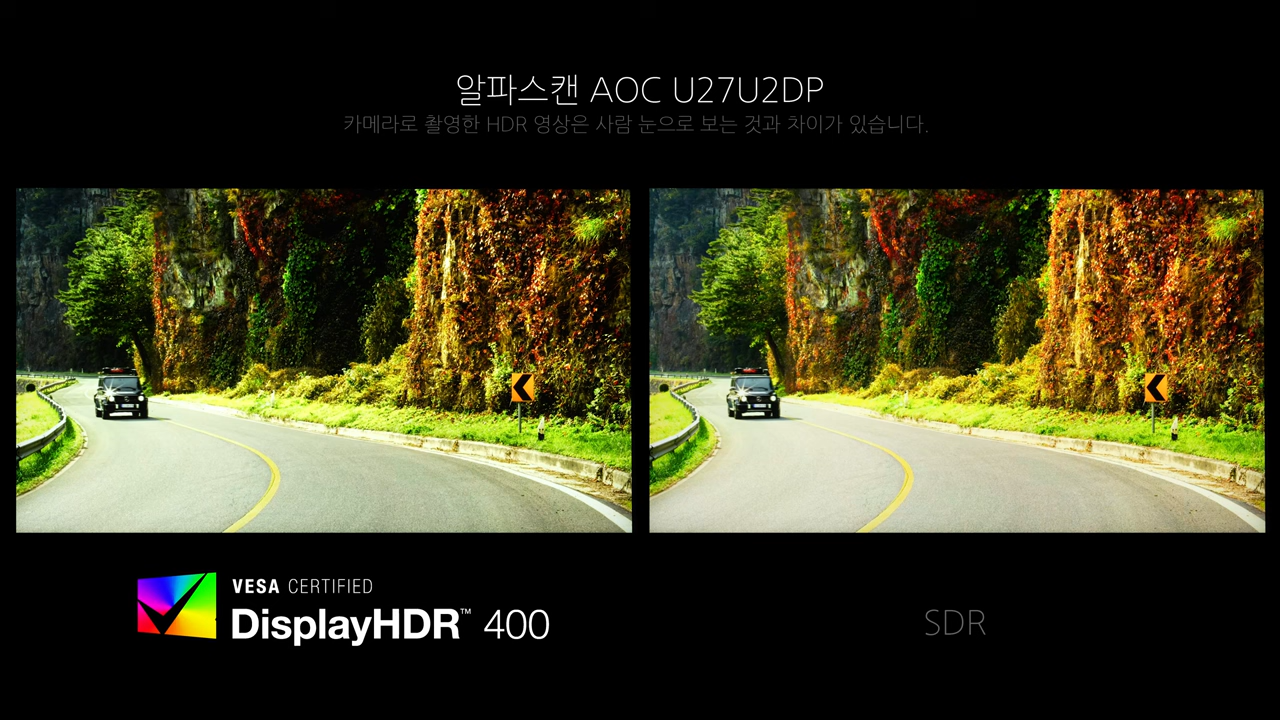 알파스캔 AOC U27U2DP
카메라로 촬영한 HDR 영상은 사람 눈으로 보는 것과 차이가 있습니다.
VESA CERTIFIED
DisplayHDR™ 400
SDR